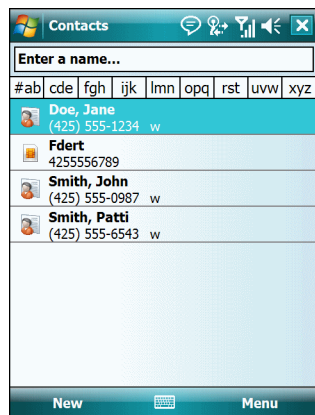 Contacts
Enter a name...
#ab cde fgh ijk lmn opq rst uvw xyz
Doe, Jane
(425) 555-1234 w
Fdert
4255556789
Smith, John
(425) 555-0987 w
Smith, Patti
(425) 555-6543 w
New Menu